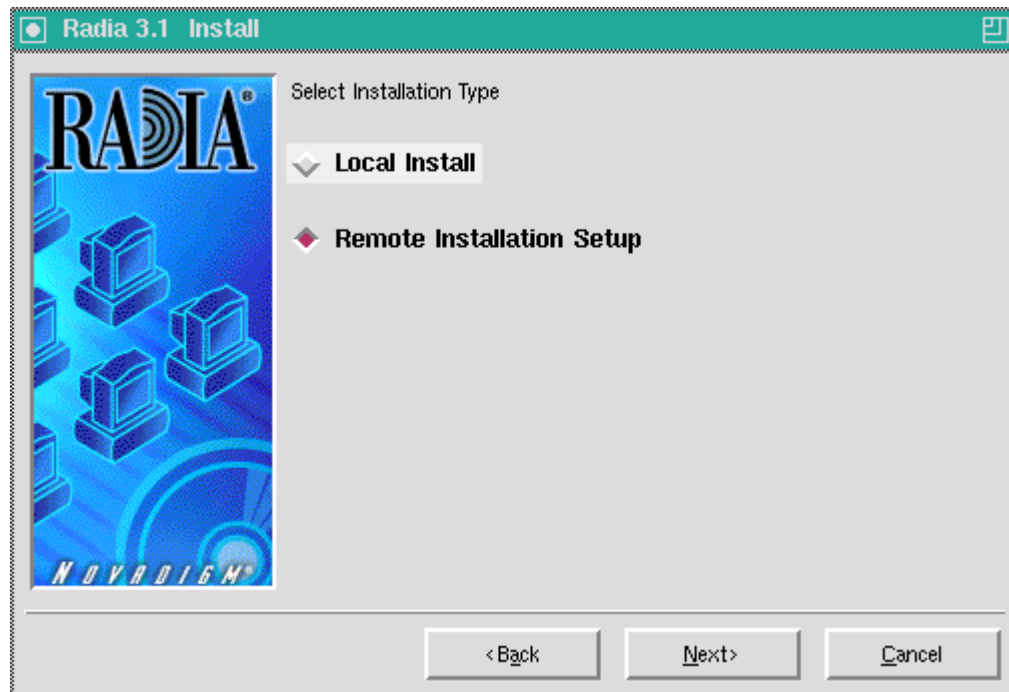 Radia 3.1 Install
RADIA®
Select Installation Type
Local Install
Remote Installation Setup
NOVADIGM®
<Back
Next>
Cancel